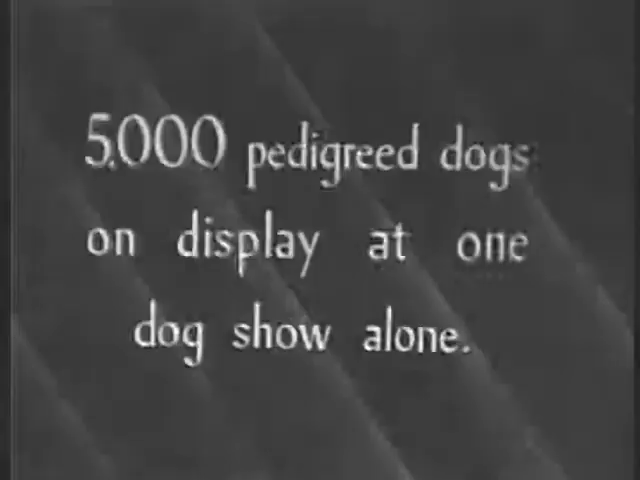 5,000 pedigreed dogs
on display at one
dog show alone.